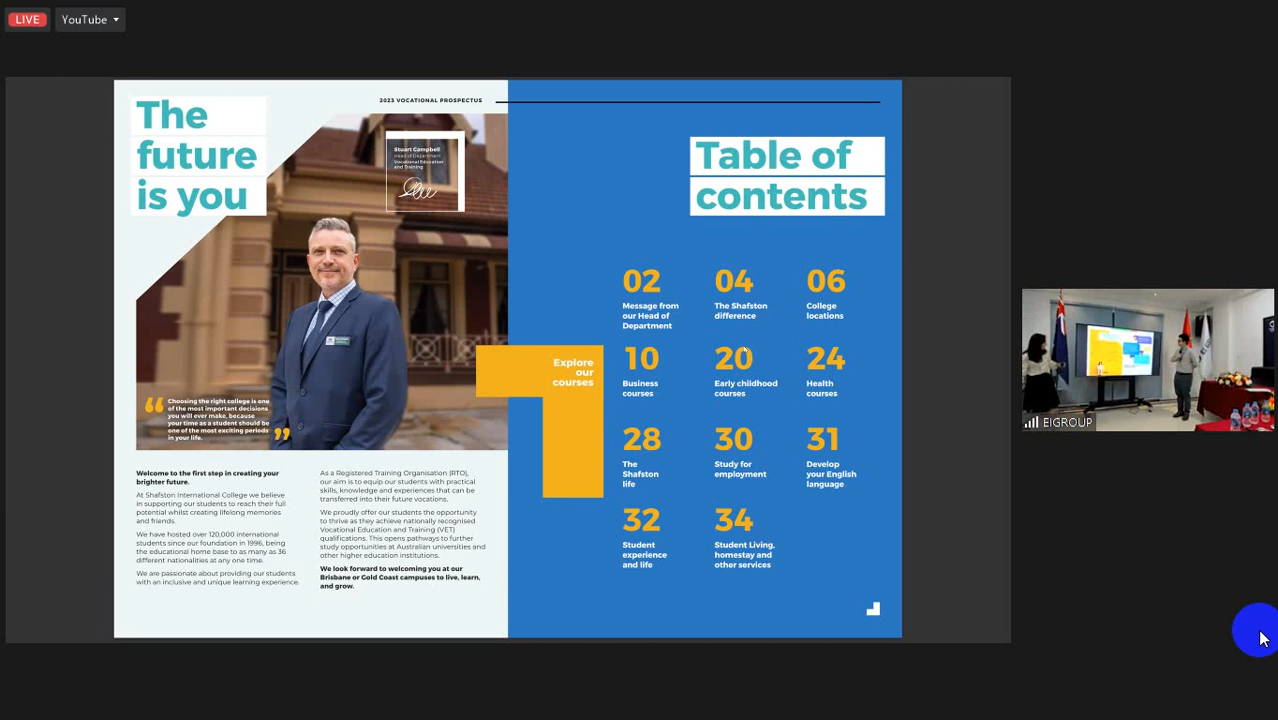 LIVE
YouTube
The
future
is you
2023 VOCATIONAL PROSPECTUS
Stuart Campbell
Head of Department
Vocational Education
and Training
“ Choosing the right college is one
of the most important decisions
you will ever make, because
your time as a student should be
one of the most exciting periods
in your life. ”
Welcome to the first step in creating your
brighter future.
At Shafston International College we believe
in supporting our students to reach their full
potential whilst creating lifelong memories
and friends.
We have hosted over 120,000 international
students since our foundation in 1996, being
the educational home base to as many as 36
different nationalities at any one time.
We are passionate about providing our students
with an inclusive and unique learning experience.
As a Registered Training Organisation (RTO),
our aim is to equip our students with practical
skills, knowledge and experiences that can be
transferred into their future vocations.
We proudly offer our students the opportunity
to thrive as they achieve nationally recognised
Vocational Education and Training (VET)
qualifications. This opens pathways to further
study opportunities at Australian universities and
other higher education institutions.
We look forward to welcoming you at our
Brisbane or Gold Coast campuses to live, learn,
and grow.
Table of
contents
Explore
our
courses
02
Message from
our Head of
Department
04
The Shafston
difference
06
College
locations
10
Business
courses
20
Early childhood
courses
24
Health
courses
28
The
Shafston
life
30
Study for
employment
31
Develop
your English
language
32
Student
experience
and life
34
Student Living,
homestay and
other services
EIGROUP